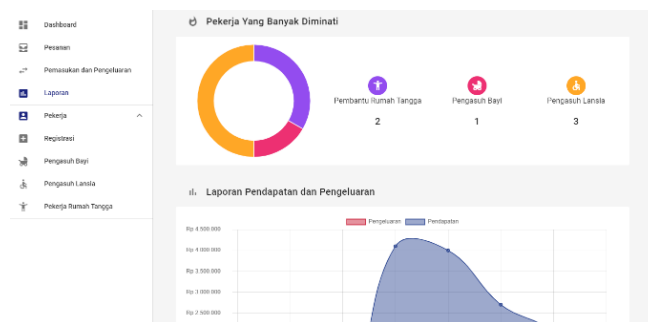 Dashboard
Pesanan
Pemasukan dan Pengeluaran
Laporan
Pekerja
Registrasi
Pengasuh Bayi
Pengasuh Lansia
Pekerja Rumah Tangga
Pekerja Yang Banyak Diminati
Pembantu Rumah Tangga
2
Pengasuh Bayi
1
Pengasuh Lansia
3
Laporan Pendapatan dan Pengeluaran
Pengeluaran Pendapatan
Rp 4.500.000
Rp 4.000.000
Rp 3.500.000
Rp 3.000.000
Rp 2.500.000